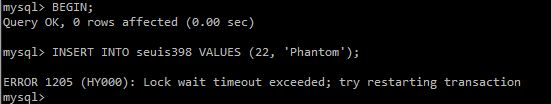 mysql> BEGIN;
Query OK, 0 rows affected (0.00 sec)
mysql> INSERT INTO seuis398 VALUES (22, 'Phantom');
ERROR 1205 (HY000): Lock wait timeout exceeded; try restarting transaction
mysql>